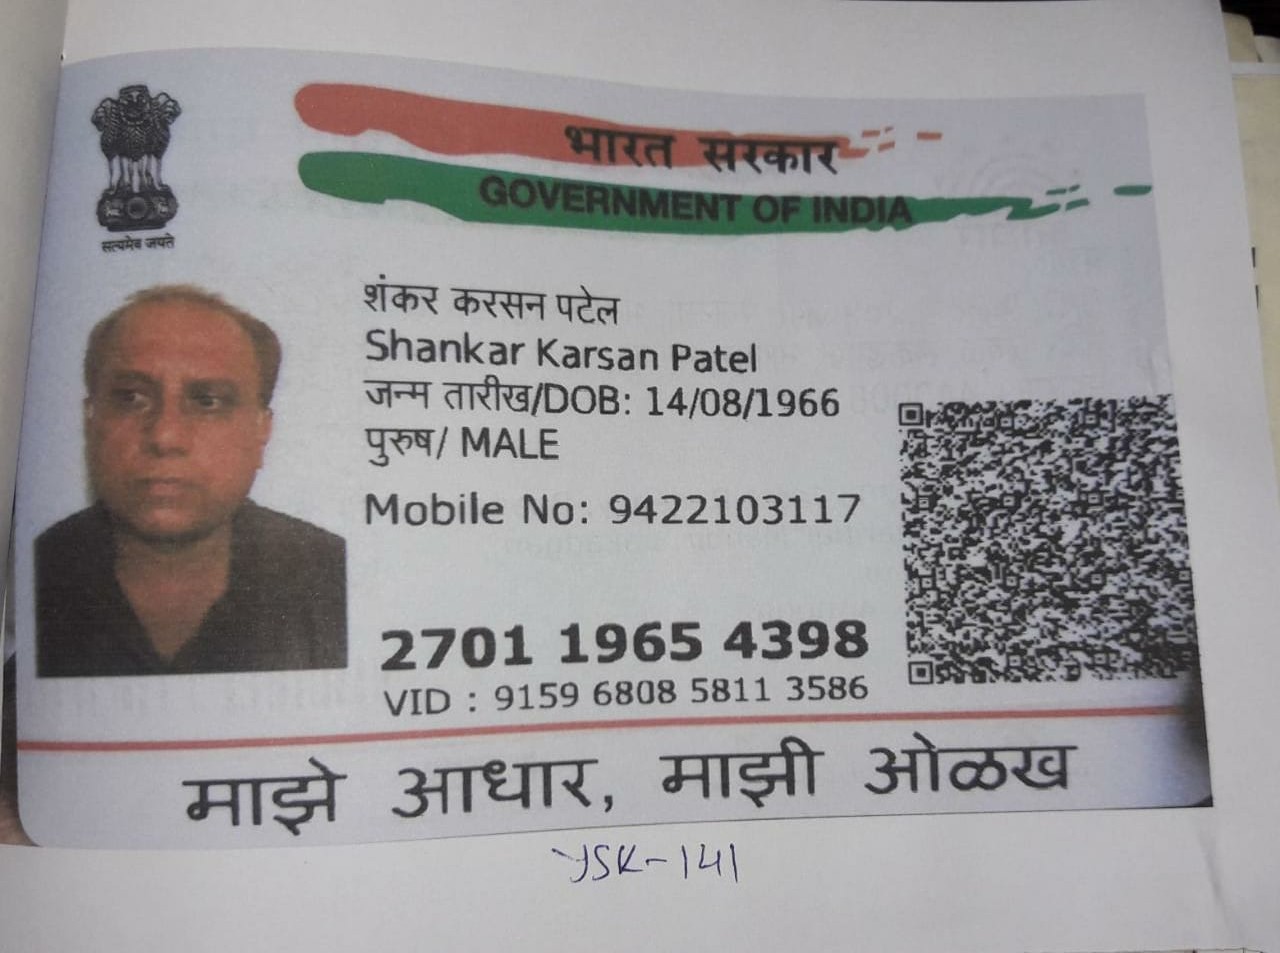 सत्यमेव जयते
भारत सरकार
GOVERNMENT OF INDIA
शंकर करसन पटेल
Shankar Karsan Patel
जन्म तारीख/DOB: 14/08/1966
पुरुष/ MALE
Mobile No: 9422103117
2701 1965 4398
VID : 9159 6808 5811 3586
माझे आधार, माझी ओळख
YSK-141